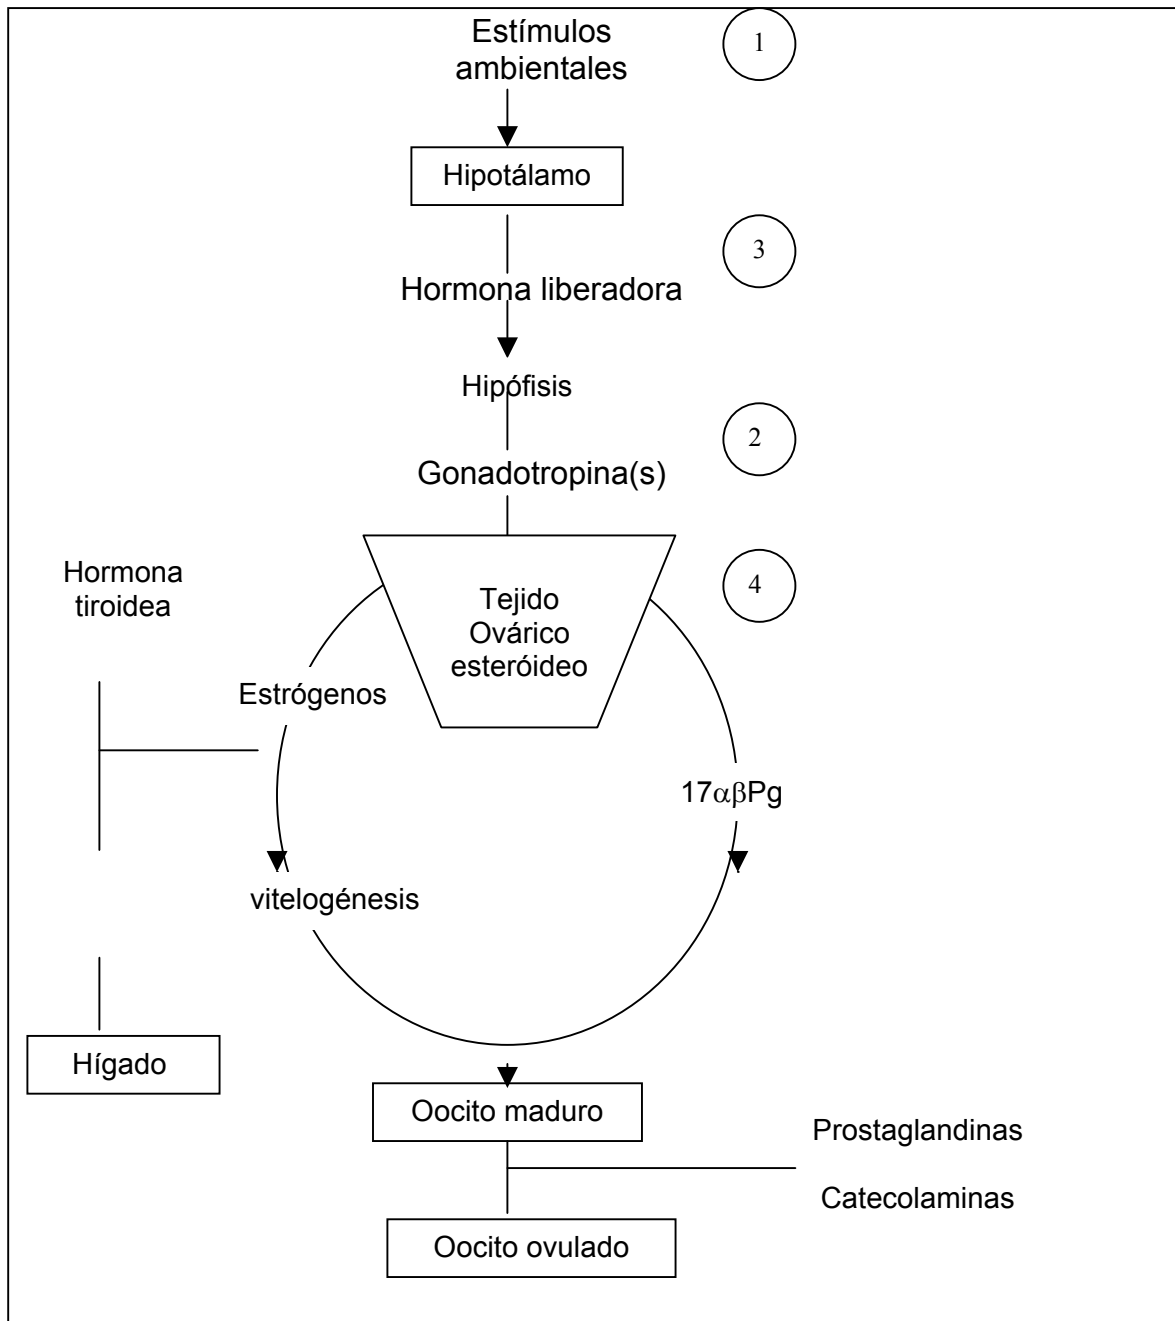 Estímulos
ambientales
1
Hipotálamo
3
Hormona liberadora
Hipófisis
2
Gonadotropina(s)
4
Hormona
tiroidea
Tejido
Ovárico
esteróideo
Estrógenos
17αβPg
vitelogénesis
Hígado
Oocito maduro
Prostaglandinas
Catecolaminas
Oocito ovulado